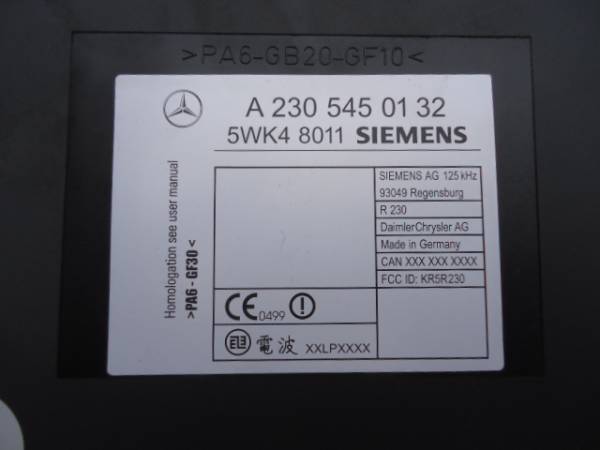 >PA6-GB20-GF10<
A 230 545 01 32
5WK4 8011 SIEMENS
Homologation see user manual
>PA6 - GF30<
SIEMENS AG 125 kHz
93049 Regensburg
R 230
DaimlerChrysler AG
Made in Germany
CAN XXX XXX XXXX
FCC ID: KR5R230
CE 0499
電波 XXLPXXXX